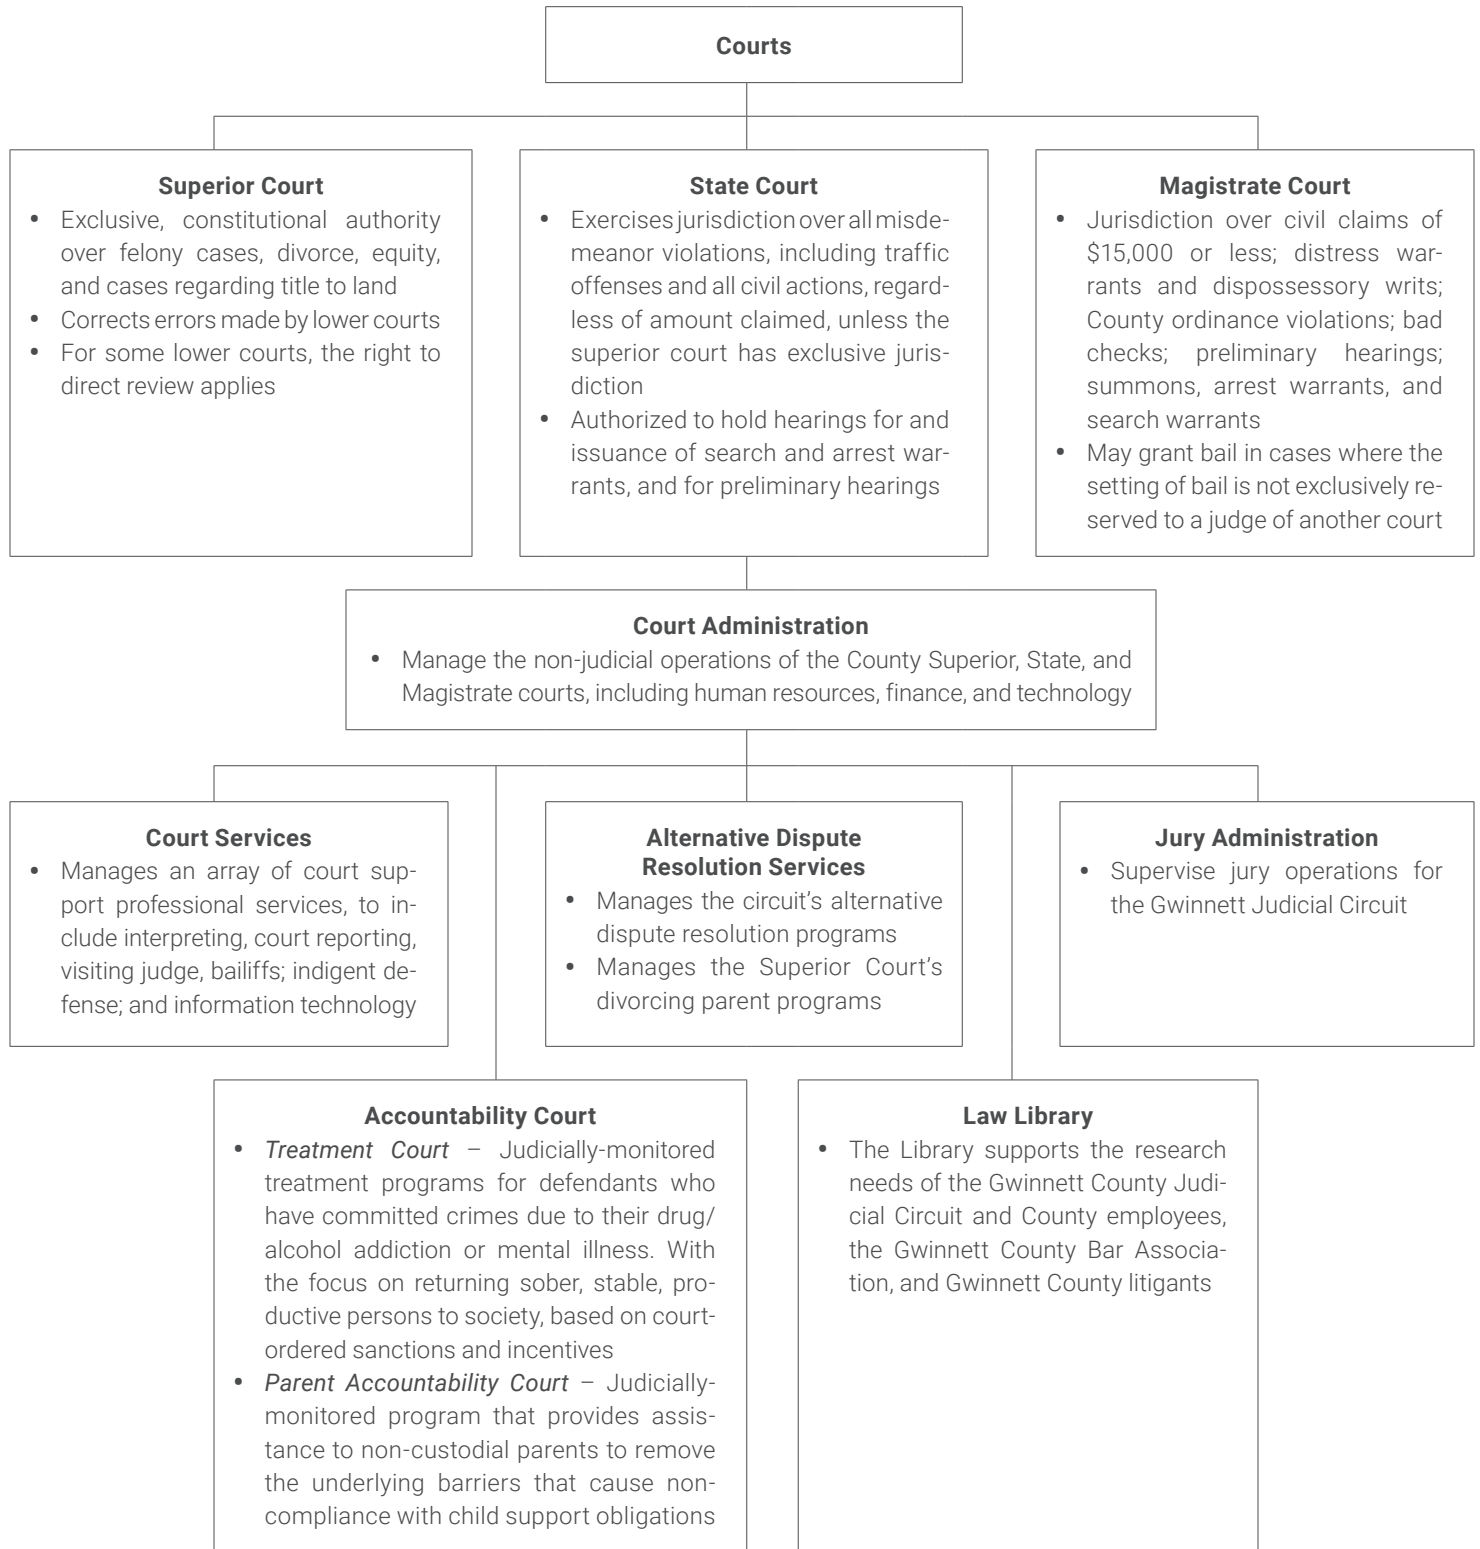 Courts
Superior Court
• Exclusive, constitutional authority
over felony cases, divorce, equity,
and cases regarding title to land
• Corrects errors made by lower courts
• For some lower courts, the right to
direct review applies
State Court
• Exercises jurisdiction over all misde-
meanor violations, including traffic
offenses and all civil actions, regard-
less of amount claimed, unless the
superior court has exclusive juris-
diction
• Authorized to hold hearings for and
issuance of search and arrest war-
rants, and for preliminary hearings
Magistrate Court
• Jurisdiction over civil claims of
$15,000 or less; distress war-
rants and dispossessory writs;
County ordinance violations; bad
checks; preliminary hearings;
summons, arrest warrants, and
search warrants
• May grant bail in cases where the
setting of bail is not exclusively re-
served to a judge of another court
Court Administration
• Manage the non-judicial operations of the County Superior, State, and
Magistrate courts, including human resources, finance, and technology
Court Services
• Manages an array of court sup-
port professional services, to in-
clude interpreting, court reporting,
visiting judge, bailiffs; indigent de-
fense; and information technology
Alternative Dispute
Resolution Services
• Manages the circuit's alternative
dispute resolution programs
• Manages the Superior Court's
divorcing parent programs
Jury Administration
• Supervise jury operations for
the Gwinnett Judicial Circuit
Accountability Court
• Treatment Court – Judicially-monitored
treatment programs for defendants who
have committed crimes due to their drug/
alcohol addiction or mental illness. With
the focus on returning sober, stable, pro-
ductive persons to society, based on court-
ordered sanctions and incentives
• Parent Accountability Court – Judicially-
monitored program that provides assis-
tance to non-custodial parents to remove
the underlying barriers that cause non-
compliance with child support obligations
Law Library
• The Library supports the research
needs of the Gwinnett County Judi-
cial Circuit and County employees,
the Gwinnett County Bar Associa-
tion, and Gwinnett County litigants